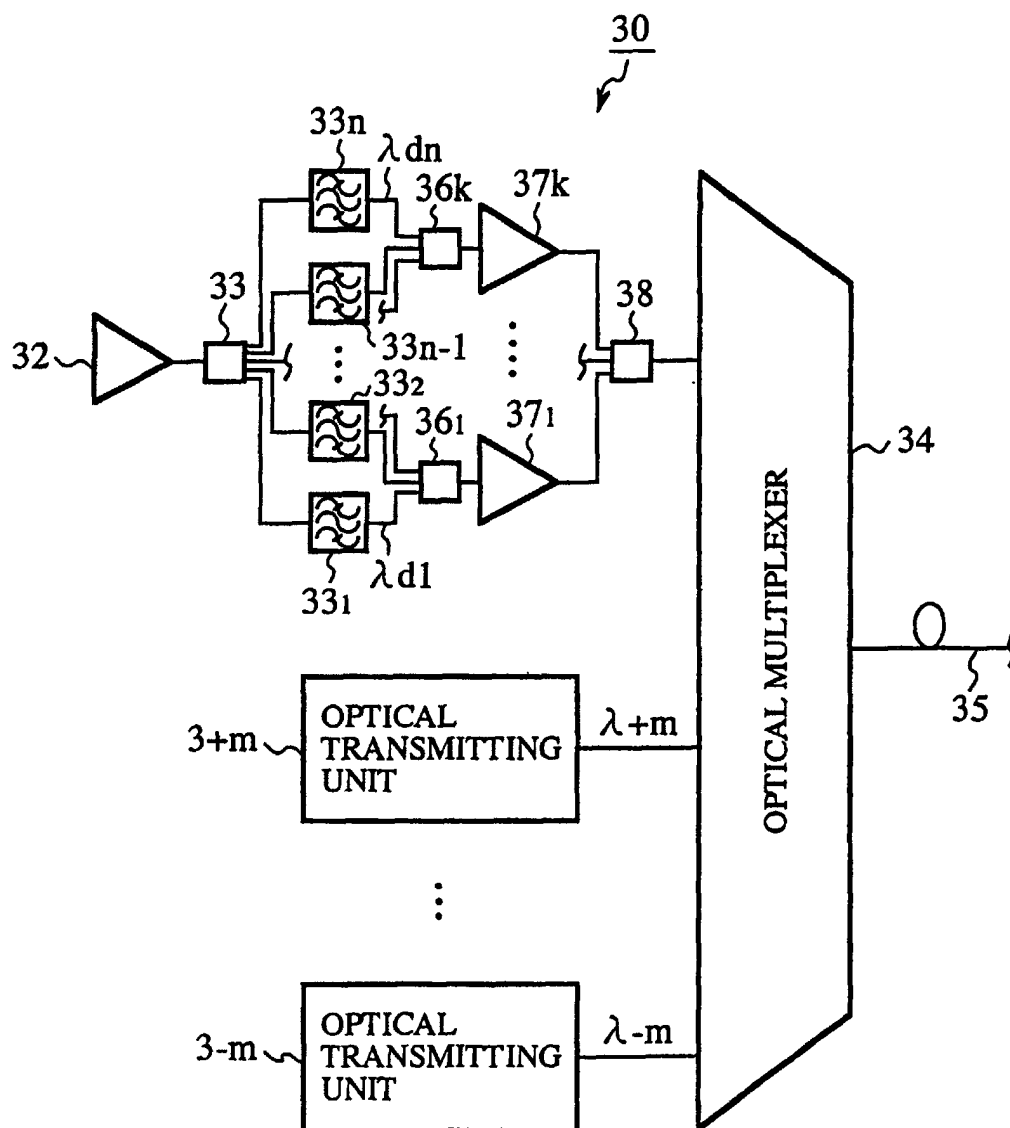 30
33n
λdn
36k
37k
33
38
32
33n-1
33₂
36₁
37₁
34
λd1
33₁
OPTICAL MULTIPLEXER
35
3+m
OPTICAL
TRANSMITTING
UNIT
λ+m
3-m
OPTICAL
TRANSMITTING
UNIT
λ-m